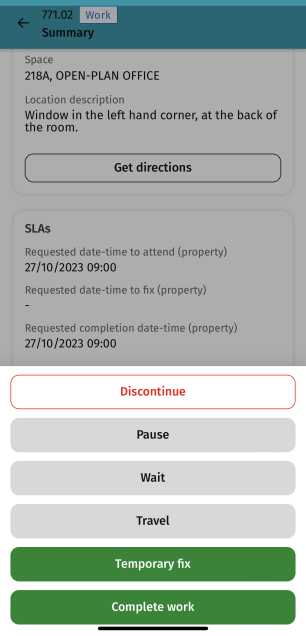 771.02 Work
Summary
Space
218A, OPEN-PLAN OFFICE
Location description
Window in the left hand corner, at the back of
the room.
Get directions
SLAs
Requested date-time to attend (property)
27/10/2023 09:00
Requested date-time to fix (property)
-
Requested completion date-time (property)
27/10/2023 09:00
Discontinue
Pause
Wait
Travel
Temporary fix
Complete work